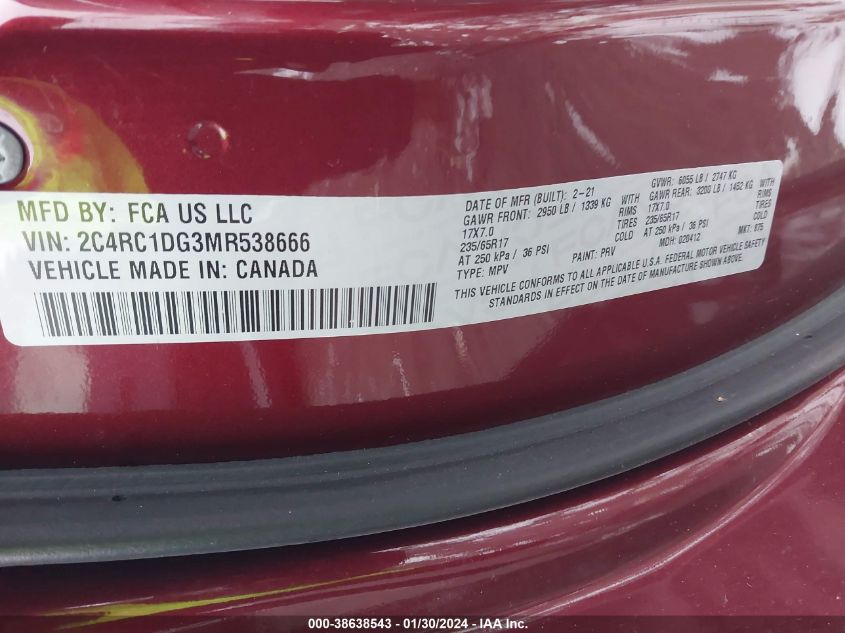 MFD BY: FCA US LLC
VIN: 2C4RC1DG3MR538666
VEHICLE MADE IN: CANADA
DATE OF MFR (BUILT): 2-21
GVWR: 6055 LB / 2747 KG
GAWR FRONT: 2950 LB / 1339 KG WITH
GAWR REAR: 3200 LB / 1452 KG WITH
17X7.0 RIMS
17X7.0 RIMS
235/65R17 TIRES
235/65R17 TIRES
AT 250 kPa / 36 PSI COLD
AT 250 kPa / 36 PSI COLD
TYPE: MPV PAINT: PRV MDH: 020412 MKT: 875
THIS VEHICLE CONFORMS TO ALL APPLICABLE U.S.A. FEDERAL MOTOR VEHICLE SAFETY
STANDARDS IN EFFECT ON THE DATE OF MANUFACTURE SHOWN ABOVE.
000-38638543 - 01/30/2024 - IAA Inc.